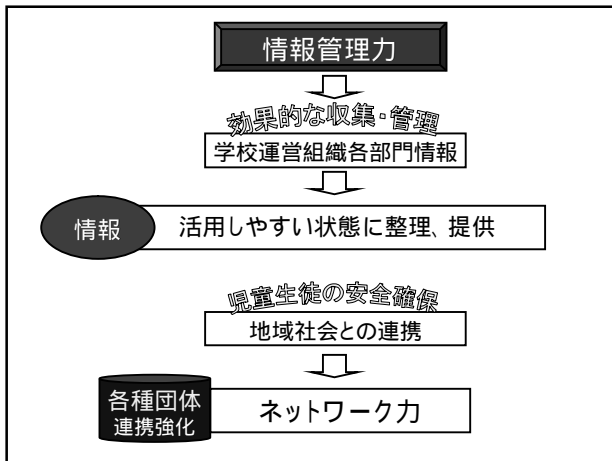 情報管理力
効果的な収集・管理
学校運営組織各部門情報
情報
活用しやすい状態に整理、提供
児童生徒の安全確保
地域社会との連携
各種団体
連携強化
ネットワーク力